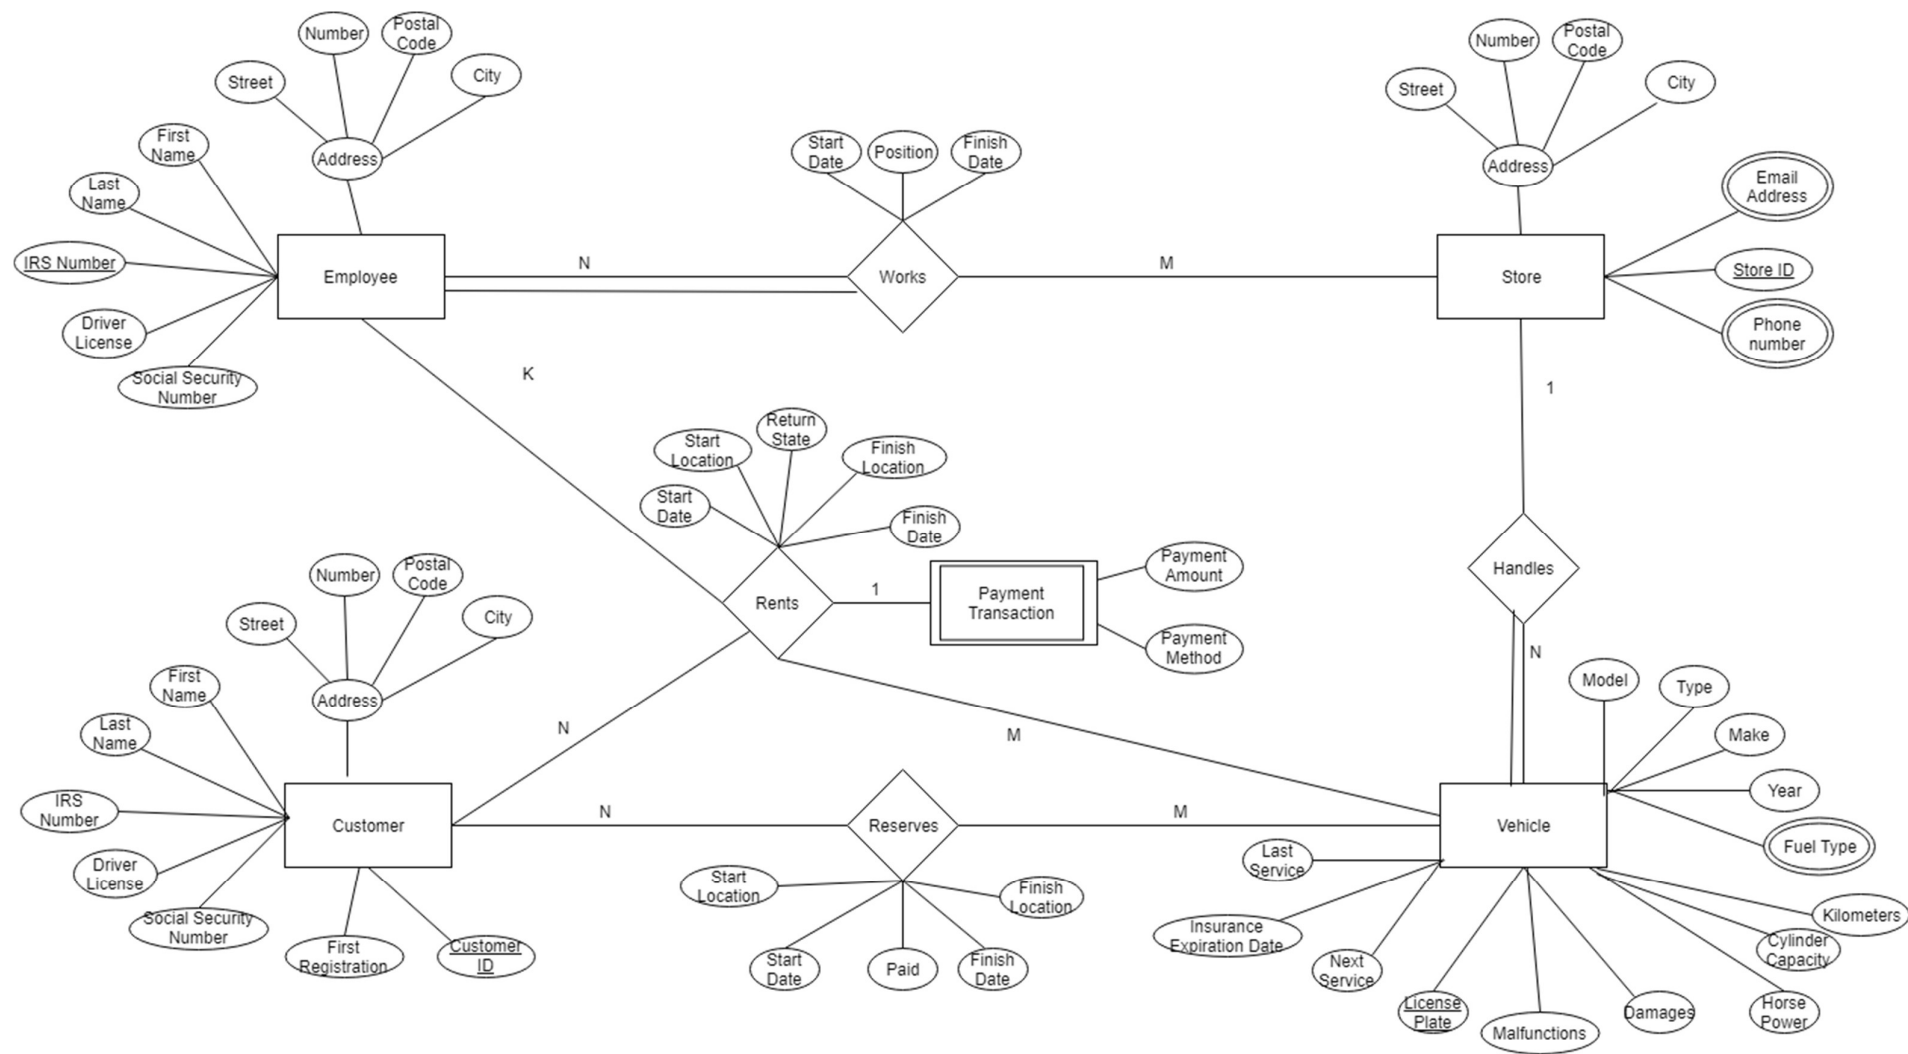 Number
Postal
Code
Street
City
Address
First
Name
Last
Name
IRS Number
Driver
License
Social Security
Number
Employee
N
Start
Date
Position
Finish
Date
Works
M
Number
Postal
Code
Street
City
Address
Email
Address
Store ID
Phone
number
Store
K
1
Start
Location
Return
State
Finish
Location
Start
Date
Finish
Date
Rents
1
Payment
Transaction
Payment
Amount
Payment
Method
Handles
N
Number
Postal
Code
Street
City
Address
First
Name
Last
Name
IRS
Number
Driver
License
Social Security
Number
First
Registration
Customer
ID
Customer
N
M
N
Reserves
M
Start
Location
Finish
Location
Start
Date
Paid
Finish
Date
Model
Type
Make
Year
Fuel Type
Vehicle
Last
Service
Insurance
Expiration Date
Next
Service
License
Plate
Malfunctions
Damages
Horse
Power
Cylinder
Capacity
Kilometers